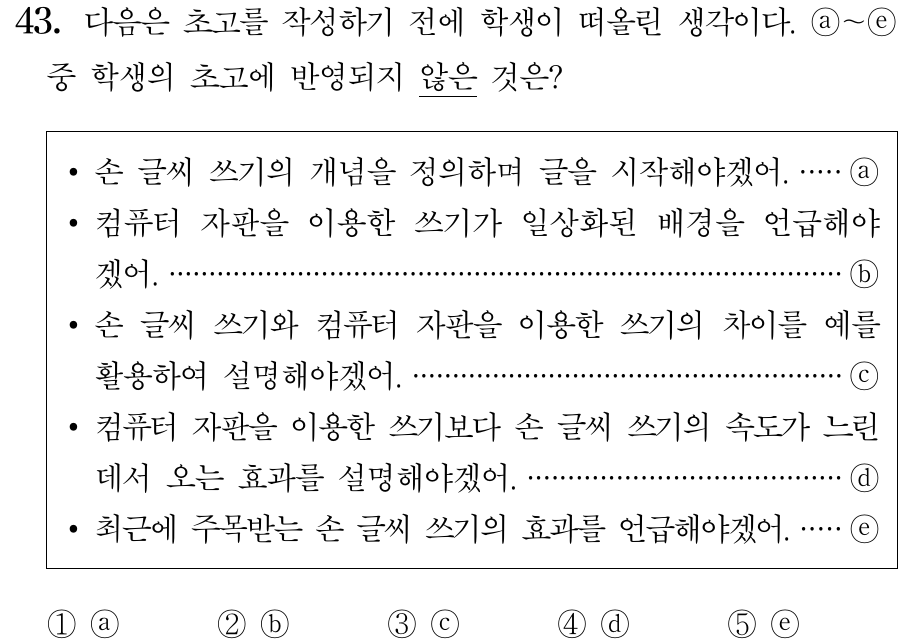 43. 다음은 초고를 작성하기 전에 학생이 떠올린 생각이다. ⓐ~ⓔ
중 학생의 초고에 반영되지 않은 것은?
• 손 글씨 쓰기의 개념을 정의하며 글을 시작해야겠어. ····· ⓐ
• 컴퓨터 자판을 이용한 쓰기가 일상화된 배경을 언급해야
겠어. ···················································· ⓑ
• 손 글씨 쓰기와 컴퓨터 자판을 이용한 쓰기의 차이를 예를
활용하여 설명해야겠어. ································· ⓒ
• 컴퓨터 자판을 이용한 쓰기보다 손 글씨 쓰기의 속도가 느린
데서 오는 효과를 설명해야겠어. ························ ⓓ
• 최근에 주목받는 손 글씨 쓰기의 효과를 언급해야겠어. ····· ⓔ
① ⓐ ② ⓑ ③ ⓒ ④ ⓓ ⑤ ⓔ